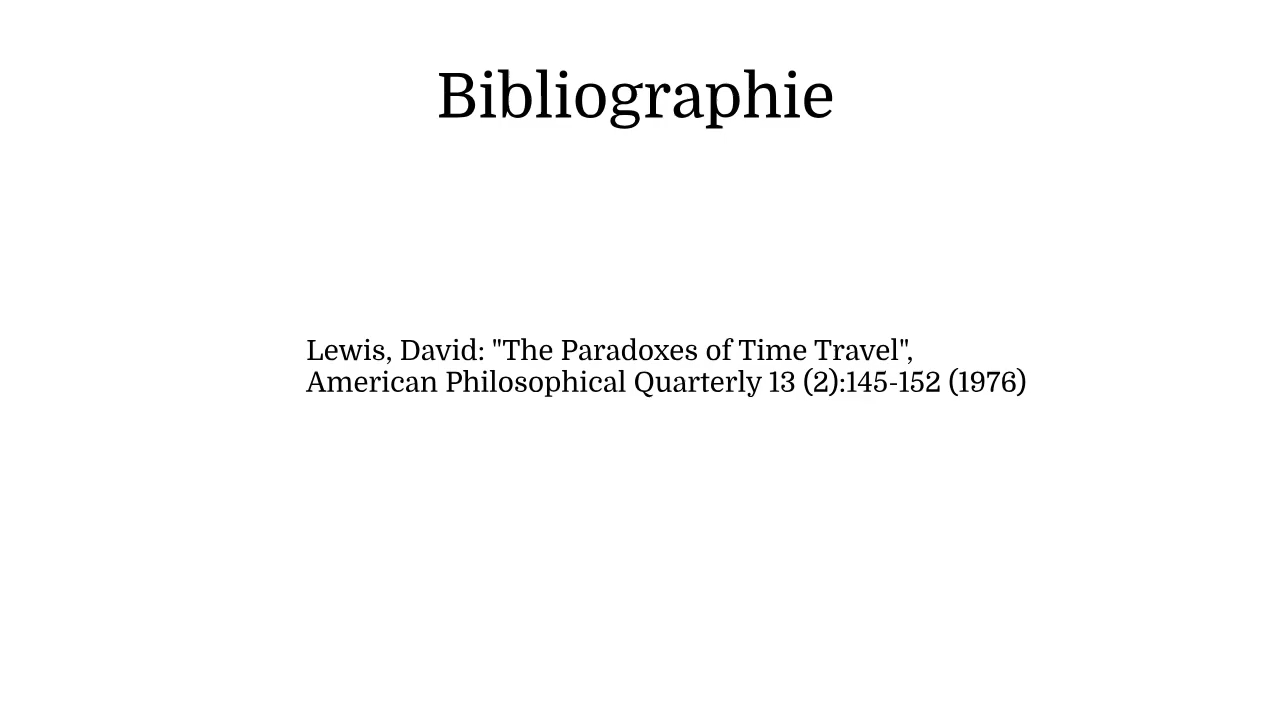 Bibliographie
Lewis, David: "The Paradoxes of Time Travel",
American Philosophical Quarterly 13 (2):145-152 (1976)